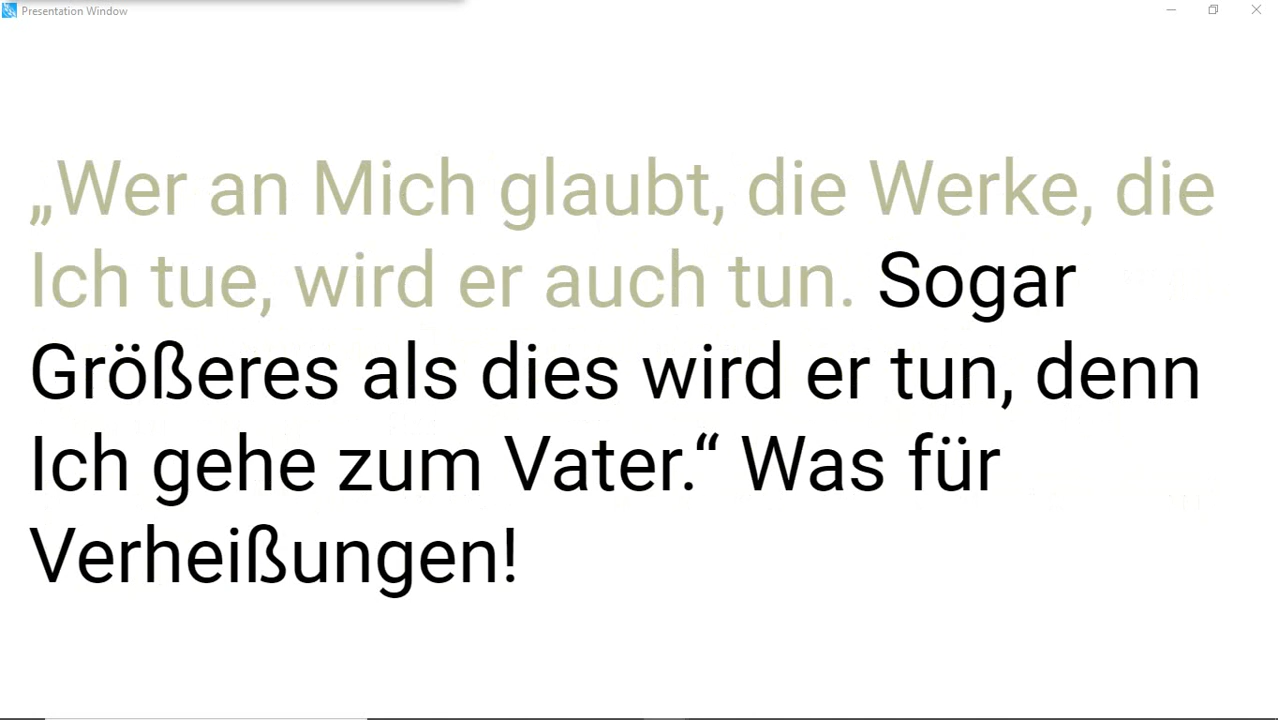 Presentation Window
„Wer an Mich glaubt, die Werke, die
Ich tue, wird er auch tun. Sogar
Größeres als dies wird er tun, denn
Ich gehe zum Vater.“ Was für
Verheißungen!